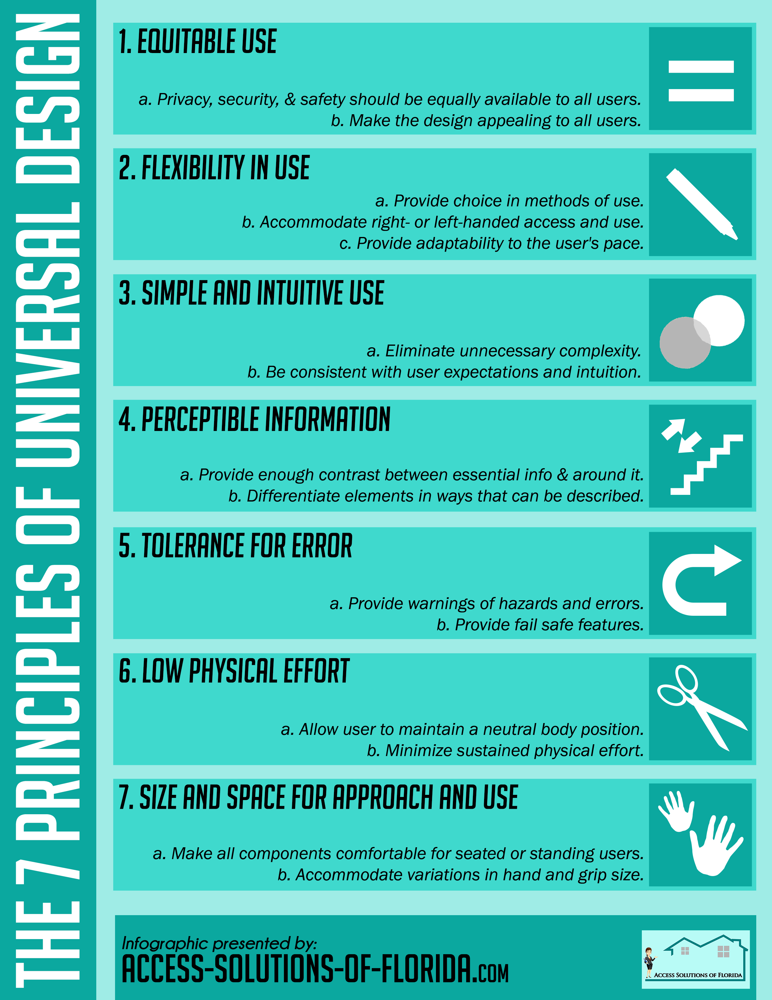 THE 7 PRINCIPLES OF UNIVERSAL DESIGN
1. EQUITABLE USE
a. Privacy, security, & safety should be equally available to all users.
b. Make the design appealing to all users.
2. FLEXIBILITY IN USE
a. Provide choice in methods of use.
b. Accommodate right- or left-handed access and use.
c. Provide adaptability to the user's pace.
3. SIMPLE AND INTUITIVE USE
a. Eliminate unnecessary complexity.
b. Be consistent with user expectations and intuition.
4. PERCEPTIBLE INFORMATION
a. Provide enough contrast between essential info & around it.
b. Differentiate elements in ways that can be described.
5. TOLERANCE FOR ERROR
a. Provide warnings of hazards and errors.
b. Provide fail safe features.
6. LOW PHYSICAL EFFORT
a. Allow user to maintain a neutral body position.
b. Minimize sustained physical effort.
7. SIZE AND SPACE FOR APPROACH AND USE
a. Make all components comfortable for seated or standing users.
b. Accommodate variations in hand and grip size.
Infographic presented by:
ACCESS-SOLUTIONS-OF-FLORIDA.COM
ACCESS SOLUTIONS OF FLORIDA